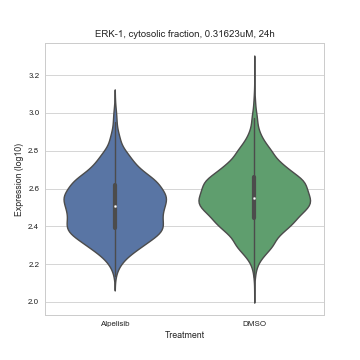 ERK-1, cytosolic fraction, 0.31623uM, 24h
Expression (log10)
3.2
3.0
2.8
2.6
2.4
2.2
2.0
Alpelisib
DMSO
Treatment